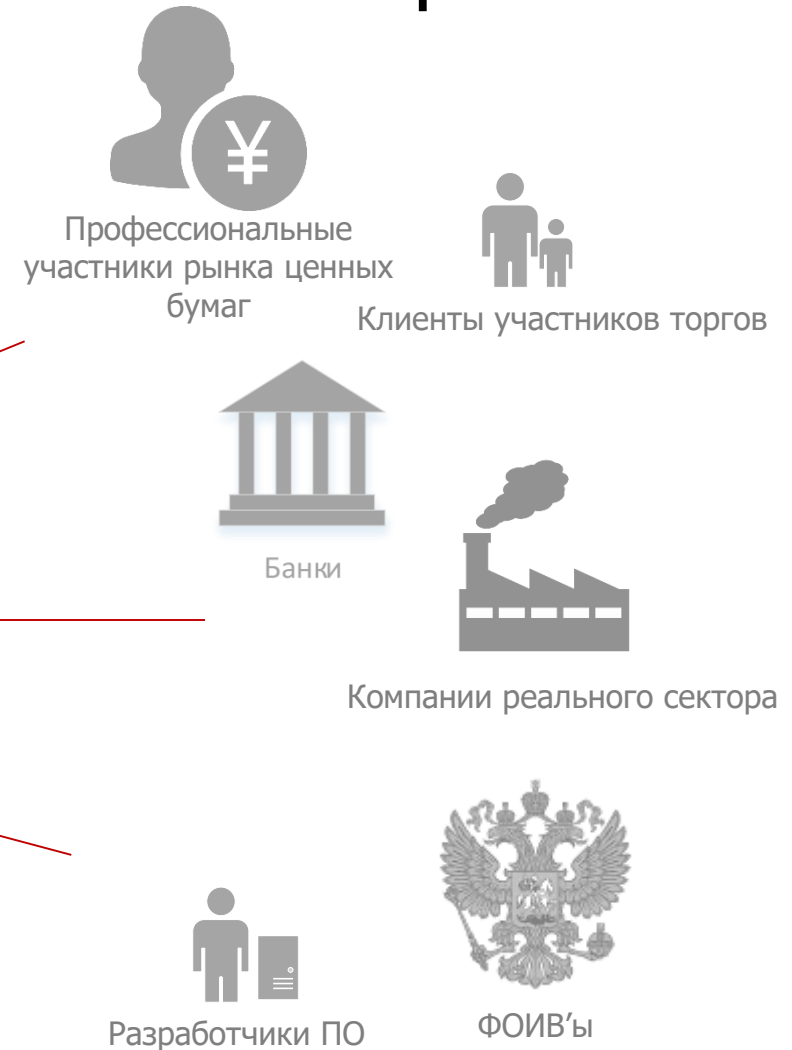 ¥
Профессиональные
участники рынка ценных
бумаг
Клиенты участников торгов
Банки
Компании реального сектора
Разработчики ПО
ФОИВ’ы